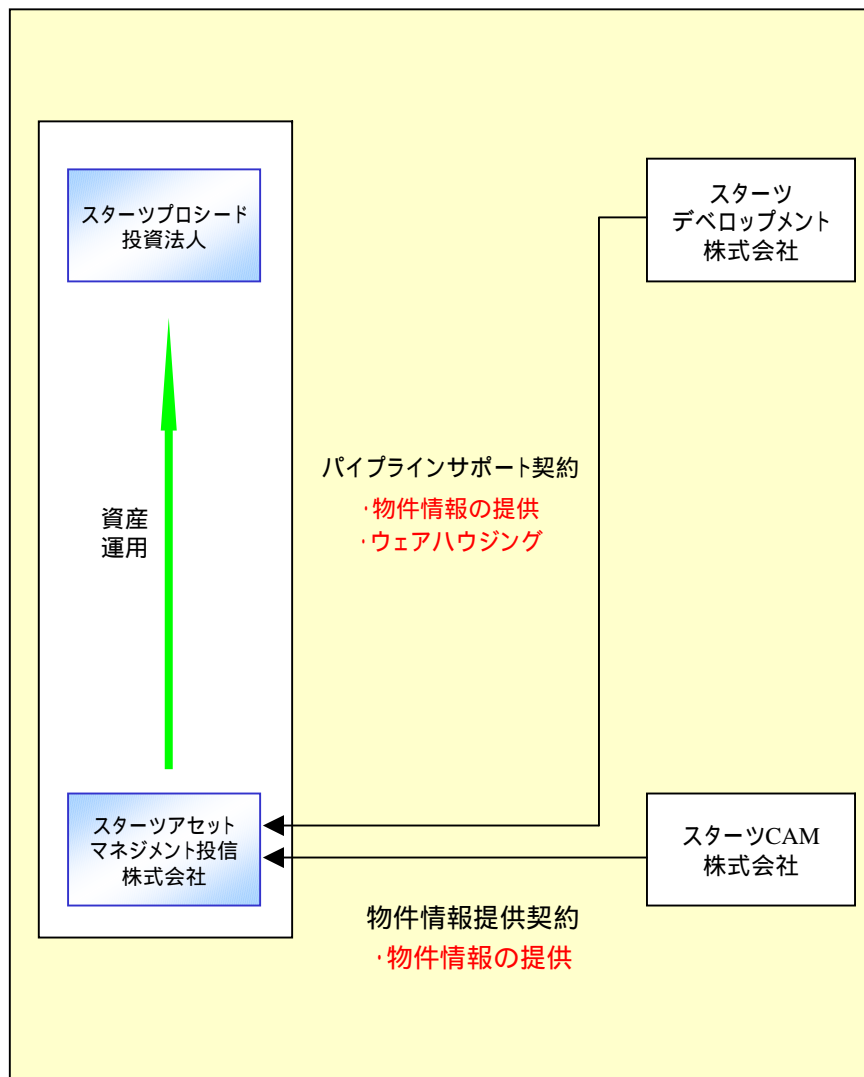 スターツプロシード
投資法人
スターツ
デベロップメント
株式会社
パイプラインサポート契約
・物件情報の提供
・ウェアハウジング
資産
運用
スターツアセット
マネジメント投信
株式会社
スターツCAM
株式会社
物件情報提供契約
・物件情報の提供